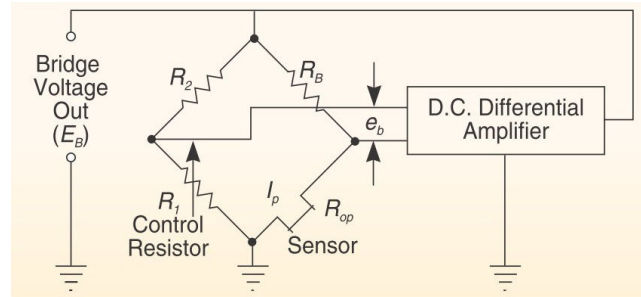 Bridge
Voltage
Out
(E_B)
R_2
R_B
e_b
D.C. Differential
Amplifier
R_1
Control
Resistor
I_p
R_op
Sensor